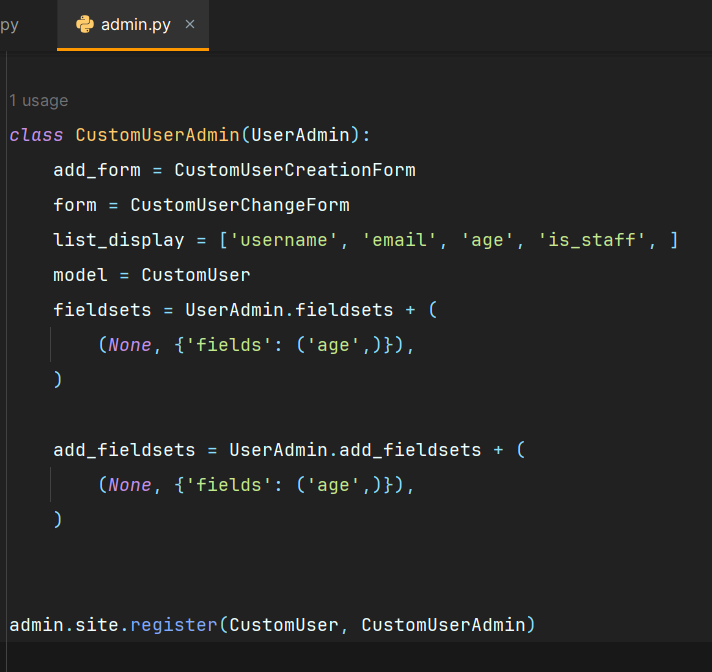 py
admin.py ×
1 usage
class CustomUserAdmin(UserAdmin):
    add_form = CustomUserCreationForm
    form = CustomUserChangeForm
    list_display = ['username', 'email', 'age', 'is_staff', ]
    model = CustomUser
    fieldsets = UserAdmin.fieldsets + (
        (None, {'fields': ('age',)}),
    )
    add_fieldsets = UserAdmin.add_fieldsets + (
        (None, {'fields': ('age',)}),
    )
admin.site.register(CustomUser, CustomUserAdmin)